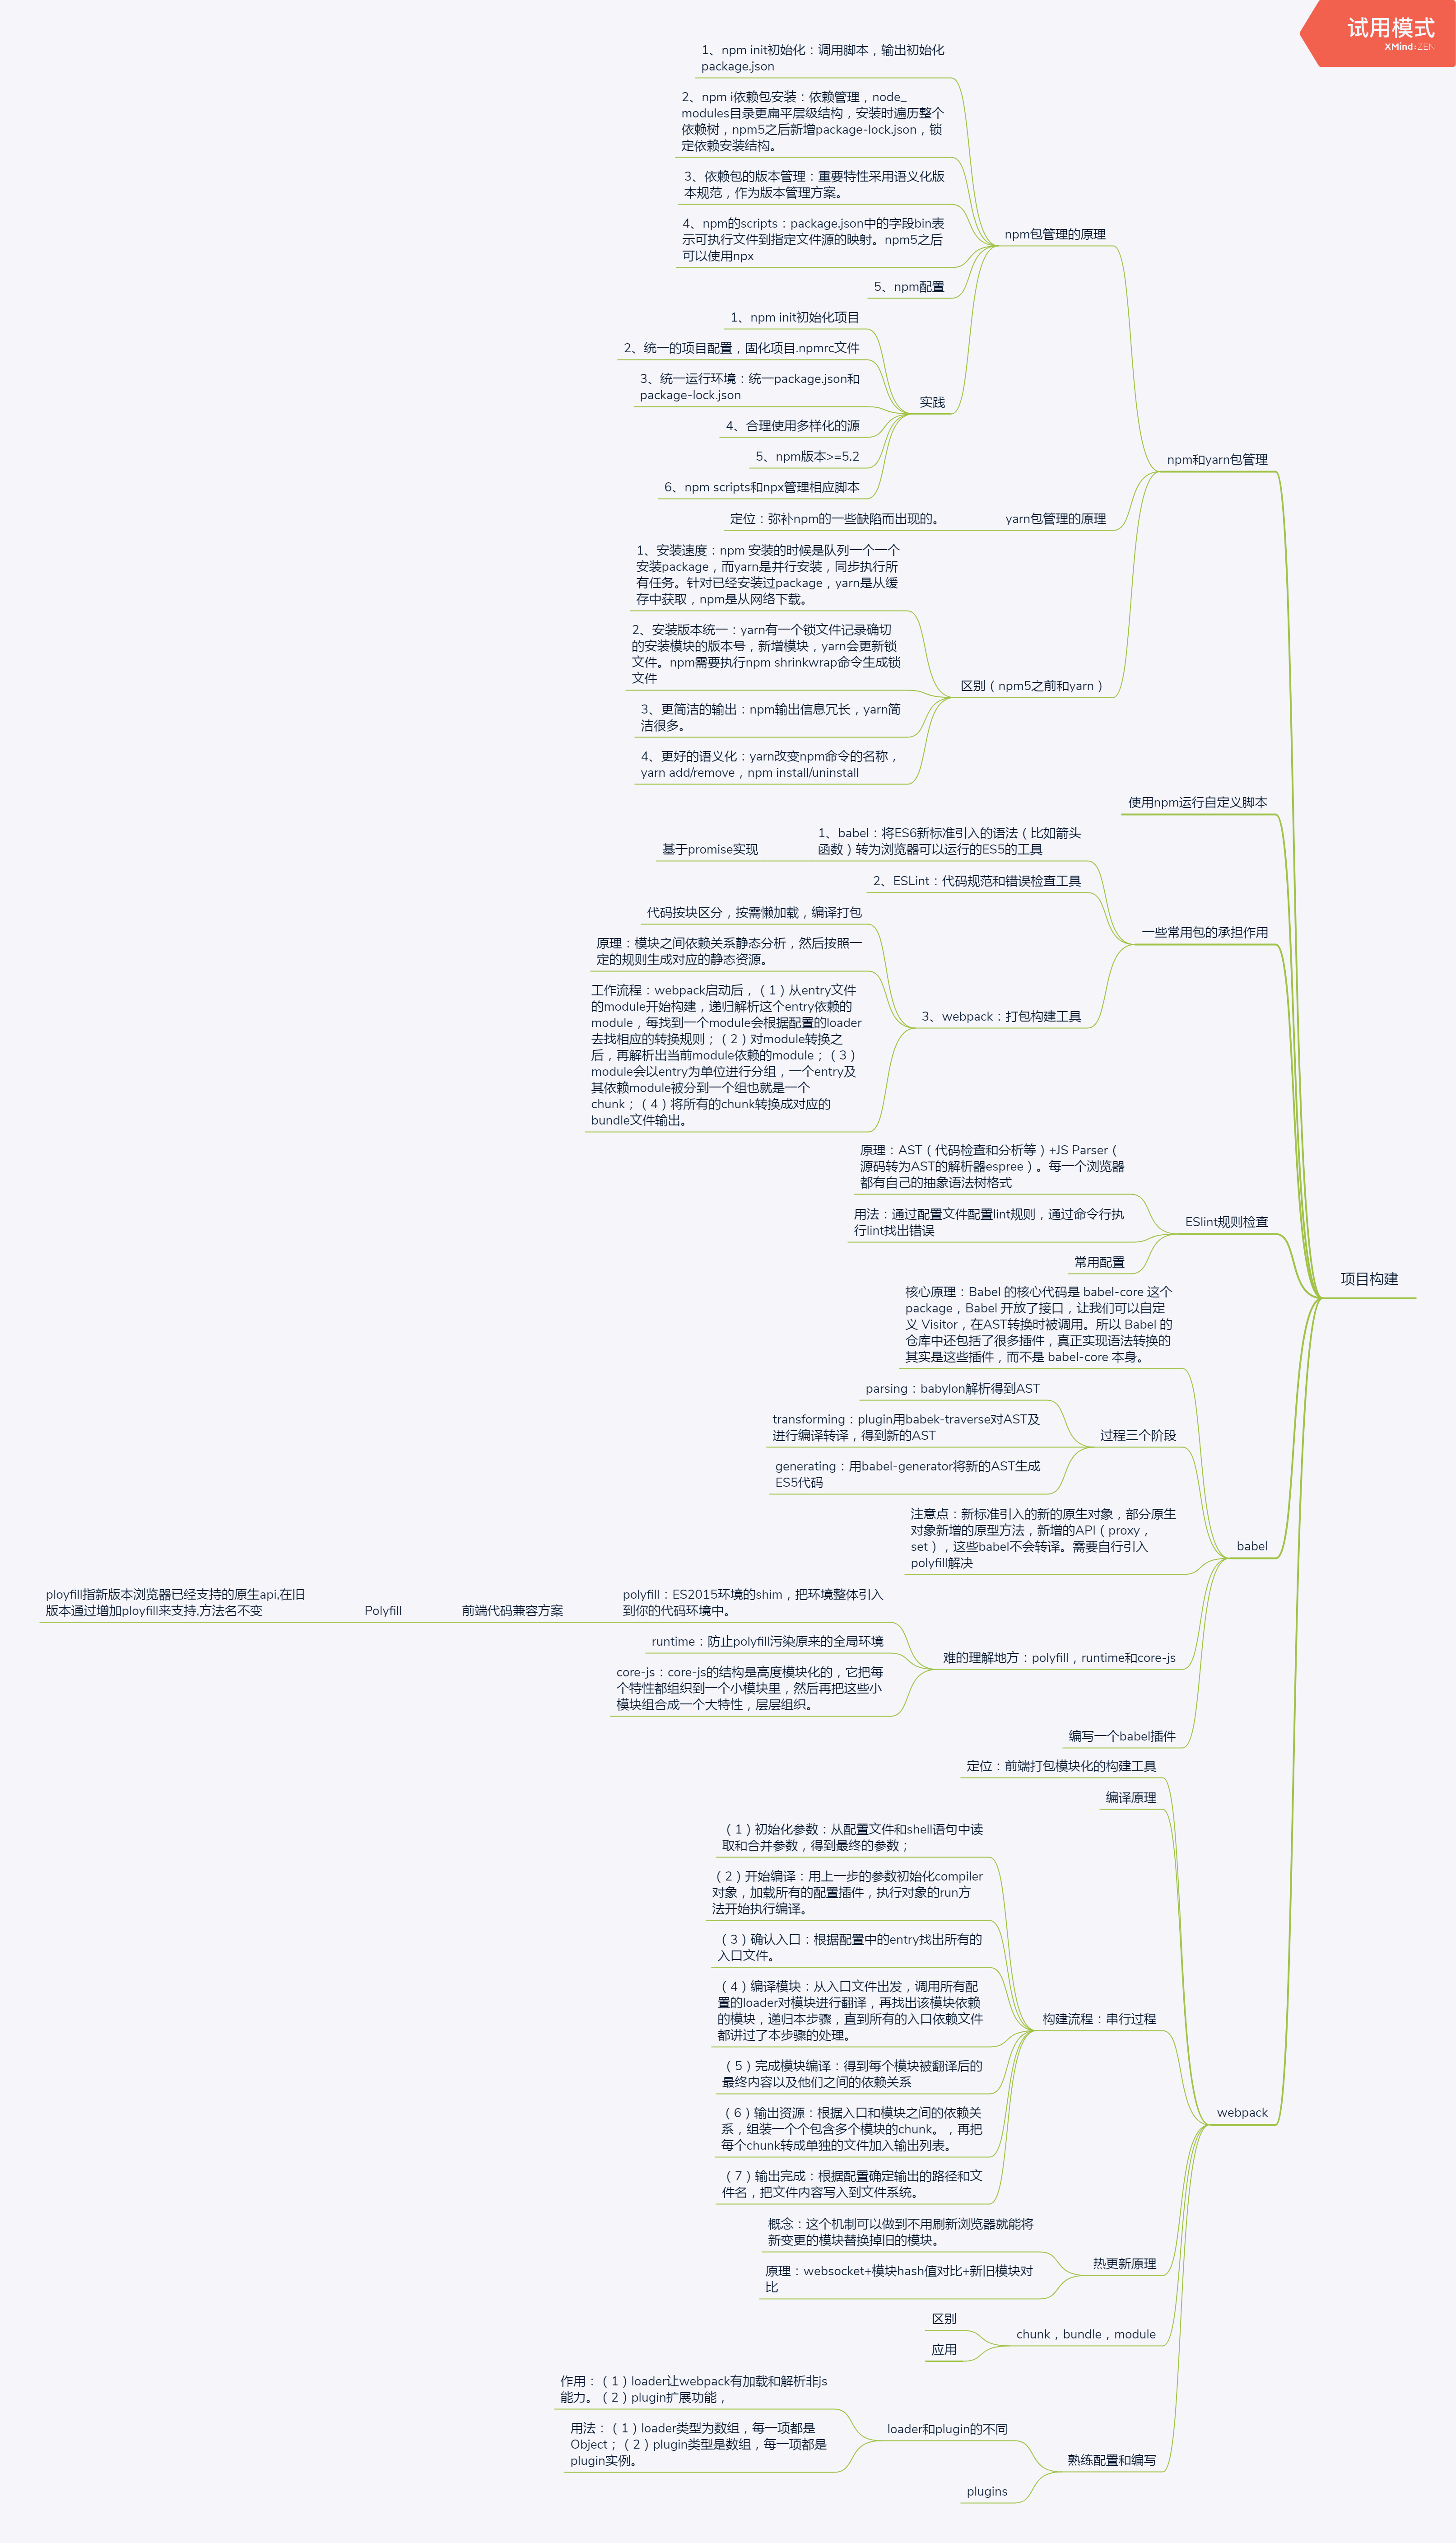 试用模式
XMind:ZEN
1、npm init初始化：调用脚本，输出初始化
package.json
2、npm i依赖包安装：依赖管理，node_
modules目录更扁平层级结构，安装时遍历整个
依赖树，npm5之后新增package-lock.json，锁
定依赖安装结构。
3、依赖包的版本管理：重要特性采用语义化版
本规范，作为版本管理方案。
4、npm的scripts：package.json中的字段bin表
示可执行文件到指定文件源的映射。npm5之后
可以使用npx
npm包管理的原理
5、npm配置
1、npm init初始化项目
2、统一的项目配置，固化项目.npmrc文件
3、统一运行环境：统一package.json和
package-lock.json
实践
4、合理使用多样化的源
5、npm版本>=5.2
6、npm scripts和npx管理相应脚本
npm和yarn包管理
定位：弥补npm的一些缺陷而出现的。
yarn包管理的原理
1、安装速度：npm 安装的时候是队列一个一个
安装package，而yarn是并行安装，同步执行所
有任务。针对已经安装过package，yarn是从缓
存中获取，npm是从网络下载。
2、安装版本统一：yarn有一个锁文件记录确切
的安装模块的版本号，新增模块，yarn会更新锁
文件。npm需要执行npm shrinkwrap命令生成锁
文件
区别（npm5之前和yarn）
3、更简洁的输出：npm输出信息冗长，yarn简
洁很多。
4、更好的语义化：yarn改变npm命令的名称，
yarn add/remove，npm install/uninstall
使用npm运行自定义脚本
1、babel：将ES6新标准引入的语法（比如箭头
函数）转为浏览器可以运行的ES5的工具
基于promise实现
2、ESLint：代码规范和错误检查工具
一些常用包的承担作用
代码按块区分，按需懒加载，编译打包
原理：模块之间依赖关系静态分析，然后按照一
定的规则生成对应的静态资源。
工作流程：webpack启动后，（1）从entry文件
的module开始构建，递归解析这个entry依赖的
module，每找到一个module会根据配置的loader
去找相应的转换规则；（2）对module转换之
后，再解析出当前module依赖的module；（3）
module会以entry为单位进行分组，一个entry及
其依赖module被分到一个组也就是一个
chunk；（4）将所有的chunk转换成对应的
bundle文件输出。
3、webpack：打包构建工具
原理：AST（代码检查和分析等）+JS Parser（
源码转为AST的解析器espree）。每一个浏览器
都有自己的抽象语法树格式
用法：通过配置文件配置lint规则，通过命令行执
行lint找出错误
ESlint规则检查
常用配置
项目构建
核心原理：Babel 的核心代码是 babel-core 这个
package，Babel 开放了接口，让我们可以自定
义 Visitor，在AST转换时被调用。所以 Babel 的
仓库中还包括了很多插件，真正实现语法转换的
其实是这些插件，而不是 babel-core 本身。
parsing：babylon解析得到AST
transforming：plugin用babek-traverse对AST及
进行编译转译，得到新的AST
过程三个阶段
generating：用babel-generator将新的AST生成
ES5代码
注意点：新标准引入的新的原生对象，部分原生
对象新增的原型方法，新增的API（proxy，
set），这些babel不会转译。需要自行引入
polyfill解决
babel
ployfill指新版本浏览器已经支持的原生api,在旧
版本通过增加ployfill来支持,方法名不变
Polyfill
前端代码兼容方案
polyfill：ES2015环境的shim，把环境整体引入
到你的代码环境中。
runtime：防止polyfill污染原来的全局环境
难的理解地方：polyfill，runtime和core-js
core-js：core-js的结构是高度模块化的，它把每
个特性都组织到一个小模块里，然后再把这些小
模块组合成一个大特性，层层组织。
编写一个babel插件
定位：前端打包模块化的构建工具
编译原理
（1）初始化参数：从配置文件和shell语句中读
取和合并参数，得到最终的参数；
（2）开始编译：用上一步的参数初始化compiler
对象，加载所有的配置插件，执行对象的run方
法开始执行编译。
（3）确认入口：根据配置中的entry找出所有的
入口文件。
（4）编译模块：从入口文件出发，调用所有配
置的loader对模块进行翻译，再找出该模块依赖
的模块，递归本步骤，直到所有的入口依赖文件
都讲过了本步骤的处理。
构建流程：串行过程
（5）完成模块编译：得到每个模块被翻译后的
最终内容以及他们之间的依赖关系
（6）输出资源：根据入口和模块之间的依赖关
系，组装一个个包含多个模块的chunk。，再把
每个chunk转成单独的文件加入输出列表。
（7）输出完成：根据配置确定输出的路径和文
件名，把文件内容写入到文件系统。
webpack
概念：这个机制可以做到不用刷新浏览器就能将
新变更的模块替换掉旧的模块。
热更新原理
原理：websocket+模块hash值对比+新旧模块对
比
区别
chunk，bundle，module
应用
作用：（1）loader让webpack有加载和解析非js
能力。（2）plugin扩展功能，
loader和plugin的不同
用法：（1）loader类型为数组，每一项都是
Object；（2）plugin类型是数组，每一项都是
plugin实例。
熟练配置和编写
plugins